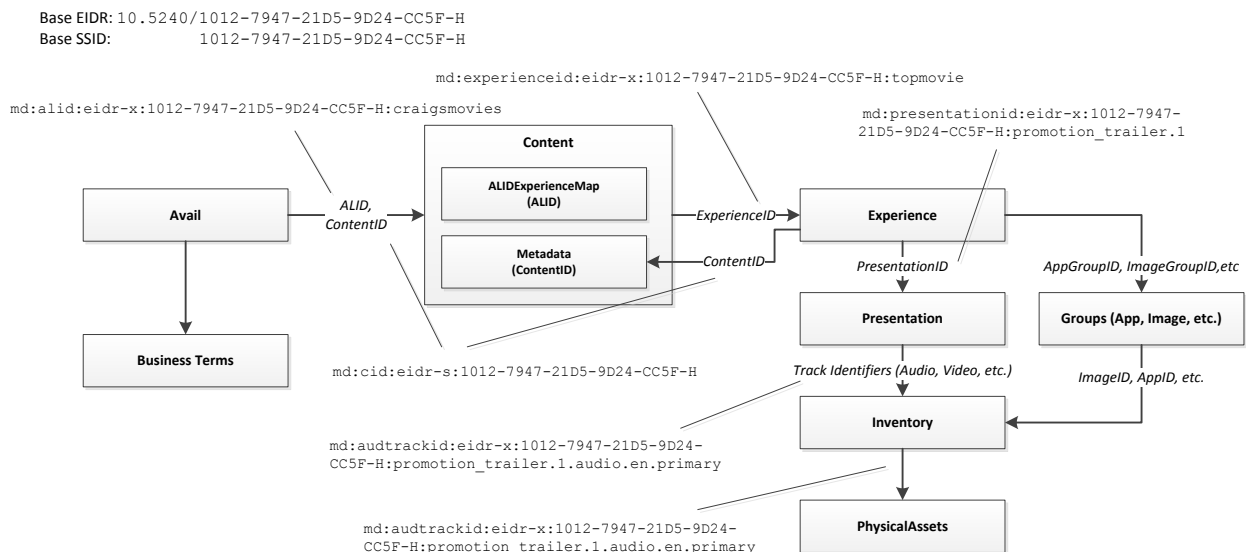 Base EIDR: 10.5240/1012-7947-21D5-9D24-CC5F-H
Base SSID: 1012-7947-21D5-9D24-CC5F-H
md:experienceid:eidr-x:1012-7947-21D5-9D24-CC5F-H:topmovie
md:alid:eidr-x:1012-7947-21D5-9D24-CC5F-H:craigsmovies
md:presentationid:eidr-x:1012-7947-
21D5-9D24-CC5F-H:promotion_trailer.1
Content
ALIDExperienceMap
(ALID)
Avail
ALID,
ContentID
ExperienceID
Experience
Metadata
(ContentID)
ContentID
PresentationID
AppGroupID, ImageGroupID,etc
Presentation
Groups (App, Image, etc.)
Business Terms
md:cid:eidr-s:1012-7947-21D5-9D24-CC5F-H
Track Identifiers (Audio, Video, etc.)
ImageID, AppID, etc.
Inventory
md:audtrackid:eidr-x:1012-7947-21D5-9D24-
CC5F-H:promotion_trailer.1.audio.en.primary
PhysicalAssets
md:audtrackid:eidr-x:1012-7947-21D5-9D24-
CC5F-H:promotion_trailer.1.audio.en.primary